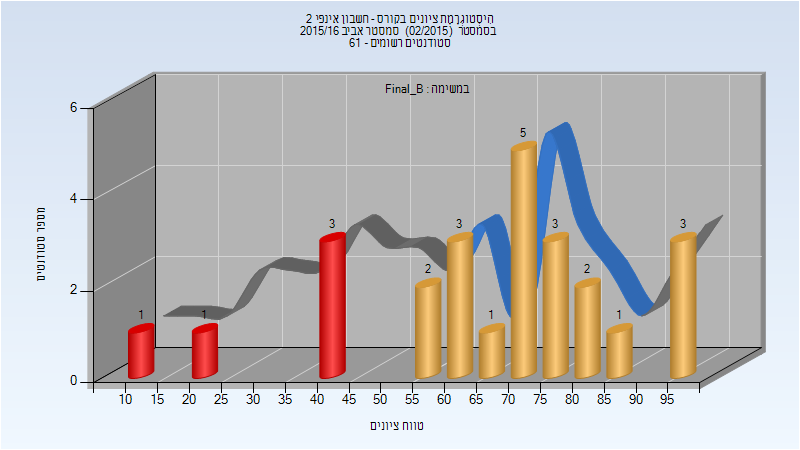 היסטוגרמת ציונים בקורס - חשבון אינפי 2
בסמסטר (02/2015) סמסטר אביב 2015/16
סטודנטים רשומים - 61
במשימה : Final_B
מספר סטודנטים
6
4
2
0
1
1
3
2
3
1
5
3
2
1
3
10 15 20 25 30 35 40 45 50 55 60 65 70 75 80 85 90 95
טווח ציונים